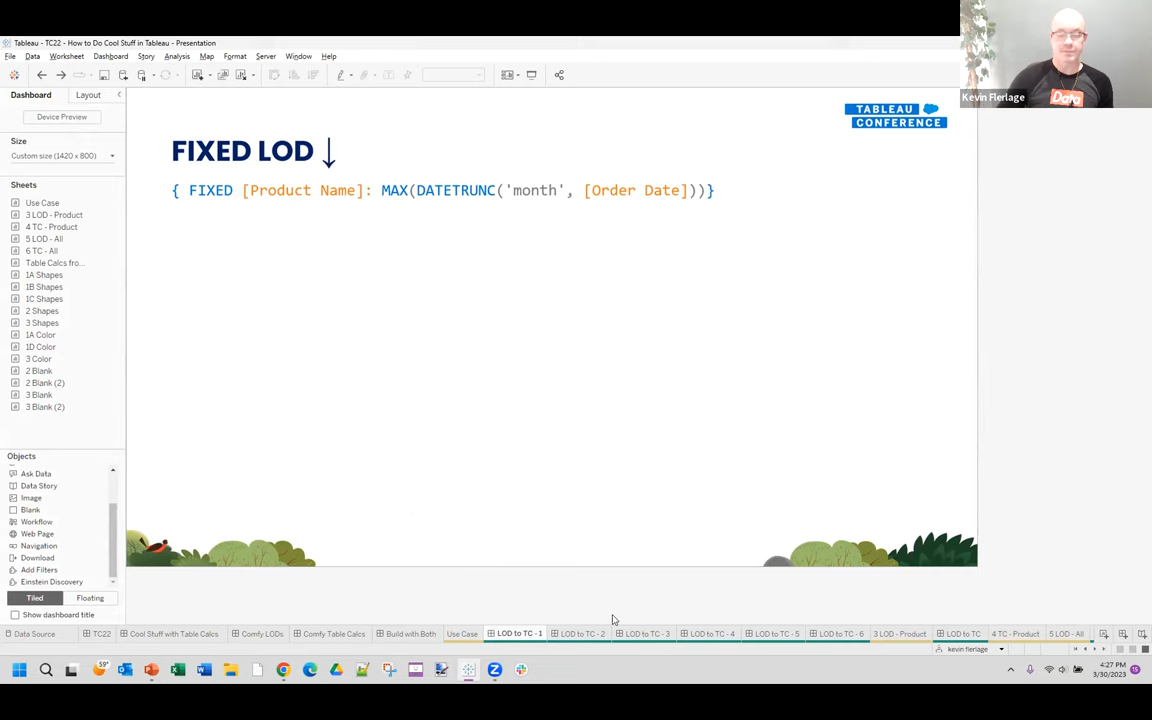 Tableau - TC22 - How to Do Cool Stuff in Tableau - Presentation
File Data Worksheet Dashboard Story Analysis Map Format Server Window Help
Dashboard Layout
Device Preview
Size
Custom size (1420 x 800)
Sheets
Use Case
3 LOD - Product
4 TC - Product
5 LOD - All
6 TC - All
Table Calcs fro...
1A Shapes
1B Shapes
1C Shapes
2 Shapes
3 Shapes
1A Color
1D Color
3 Color
2 Blank
2 Blank (2)
3 Blank
3 Blank (2)
Objects
Ask Data
Data Story
Image
Blank
Workflow
Web Page
Navigation
Download
Add Filters
Einstein Discovery
Tiled Floating
Show dashboard title
TABLEAU
CONFERENCE
FIXED LOD ↓
{ FIXED [Product Name]: MAX(DATETRUNC('month', [Order Date]))}
Kevin Flerlage
Data
Data Source TC22 Cool Stuff with Table Calcs Comfy LODs Comfy Table Calcs Build with Both Use Case LOD to TC - 1 LOD to TC - 2 LOD to TC - 3 LOD to TC - 4 LOD to TC - 5 LOD to TC - 6 3 LOD - Product LOD to TC 4 TC - Product 5 LOD - All
kevin flerlage
59°
4:27 PM
3/30/2023
15